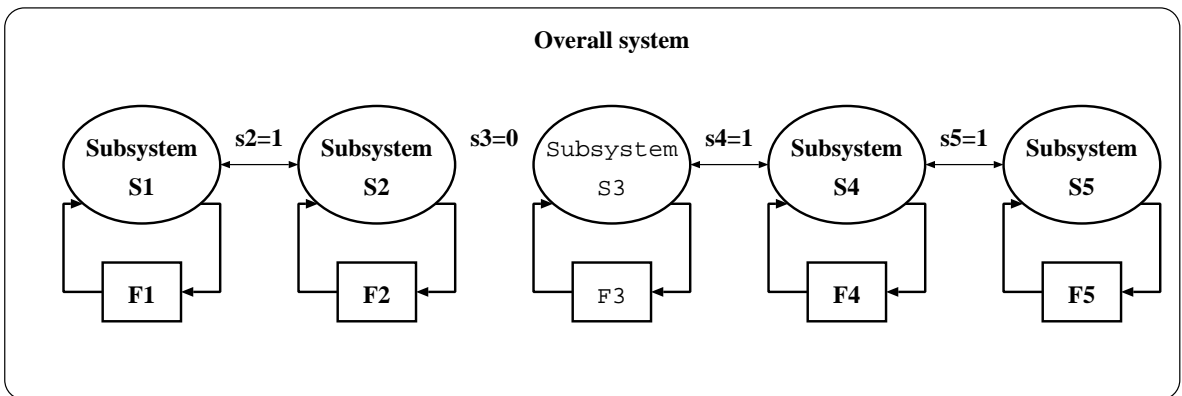 Overall system
Subsystem
S1
s2=1
Subsystem
S2
s3=0
Subsystem
S3
s4=1
Subsystem
S4
s5=1
Subsystem
S5
F1
F2
F3
F4
F5